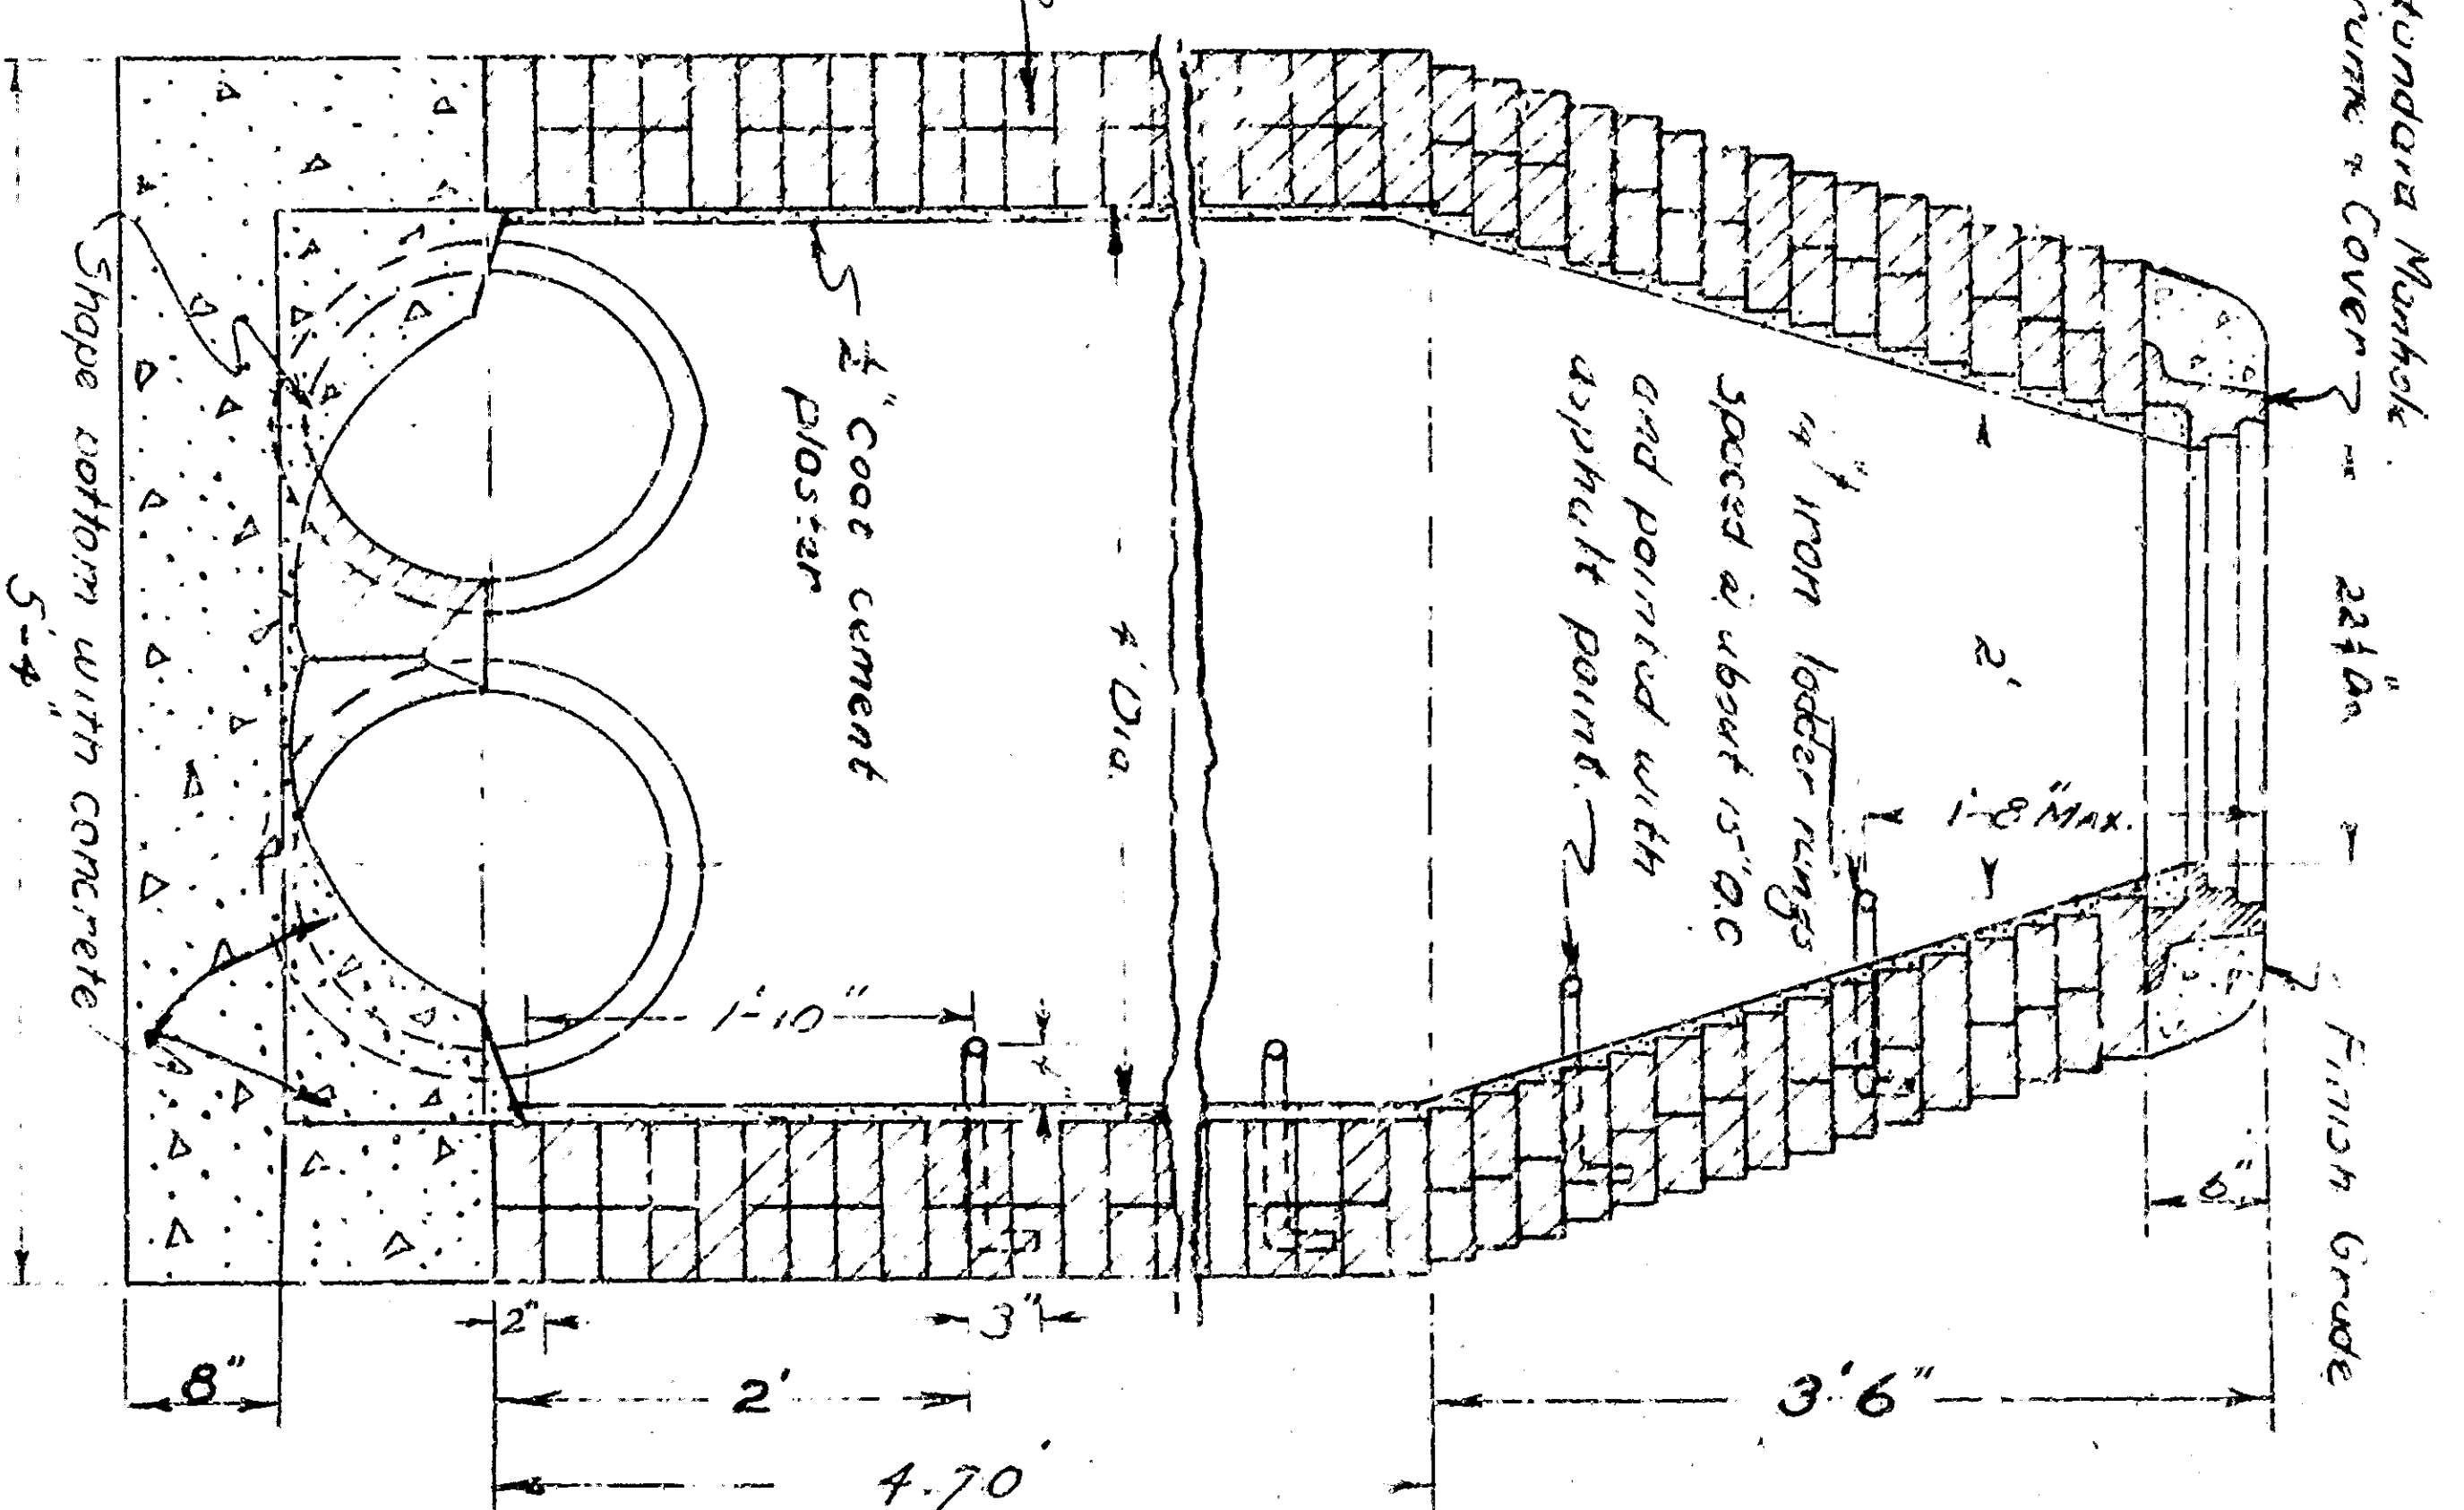 Manhole
Frame & Cover
22½" Dia
Finish Grade
6"
1'-8" MAX.
2'
¾" iron ladder rungs
spaced at about 15" O.C
and painted with
asphalt paint.
3'6"
4' Dia.
½" Coat cement
plaster
1'-10"
4"
3"
2"
2'
4.70'
8"
Shape bottom with concrete
5'-4"